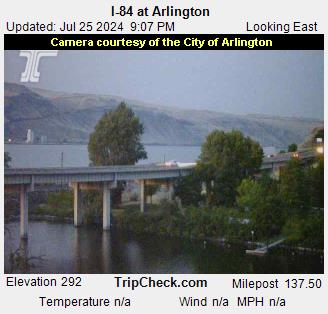 I-84 at Arlington
Updated: Jul 25 2024 9:07 PM Looking East
Camera courtesy of the City of Arlington
Elevation 292 TripCheck.com Milepost 137.50
Temperature n/a Wind n/a MPH n/a